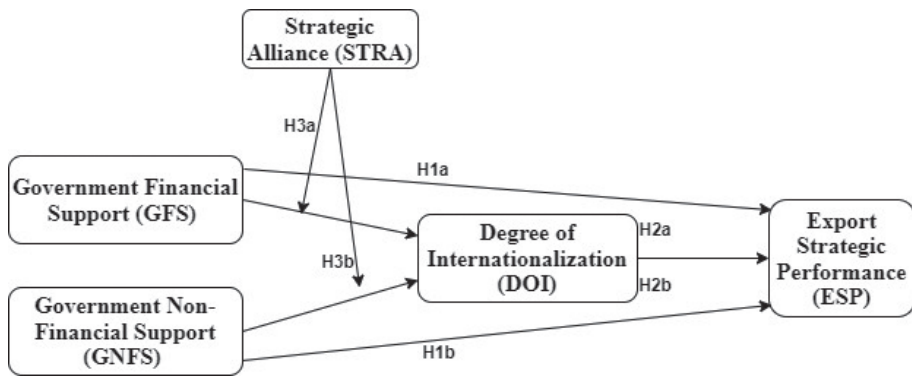 Strategic
Alliance (STRA)
H3a
H1a
Government Financial
Support (GFS)
Degree of
Internationalization
(DOI)
H2a
H2b
Export
Strategic
Performance
(ESP)
H3b
Government Non-
Financial Support
(GNFS)
H1b